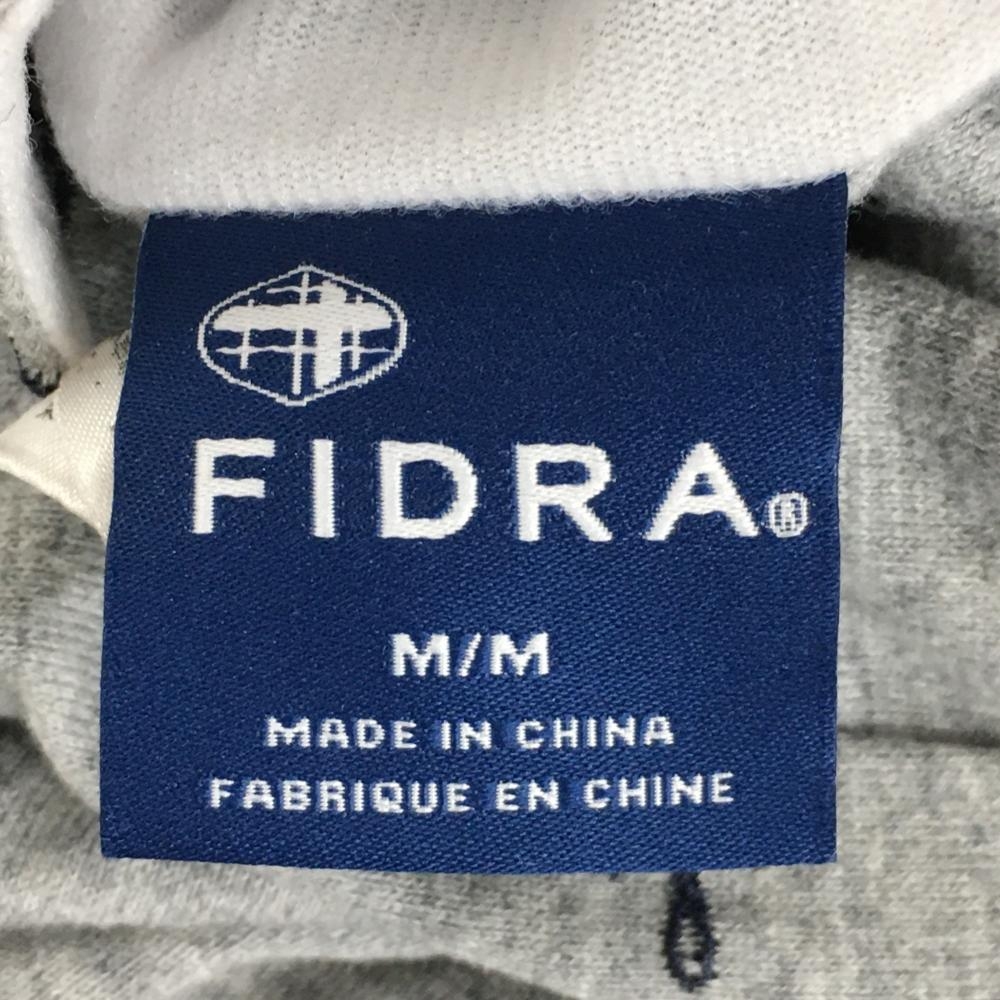 FIDRA®
M/M
MADE IN CHINA
FABRIQUE EN CHINE